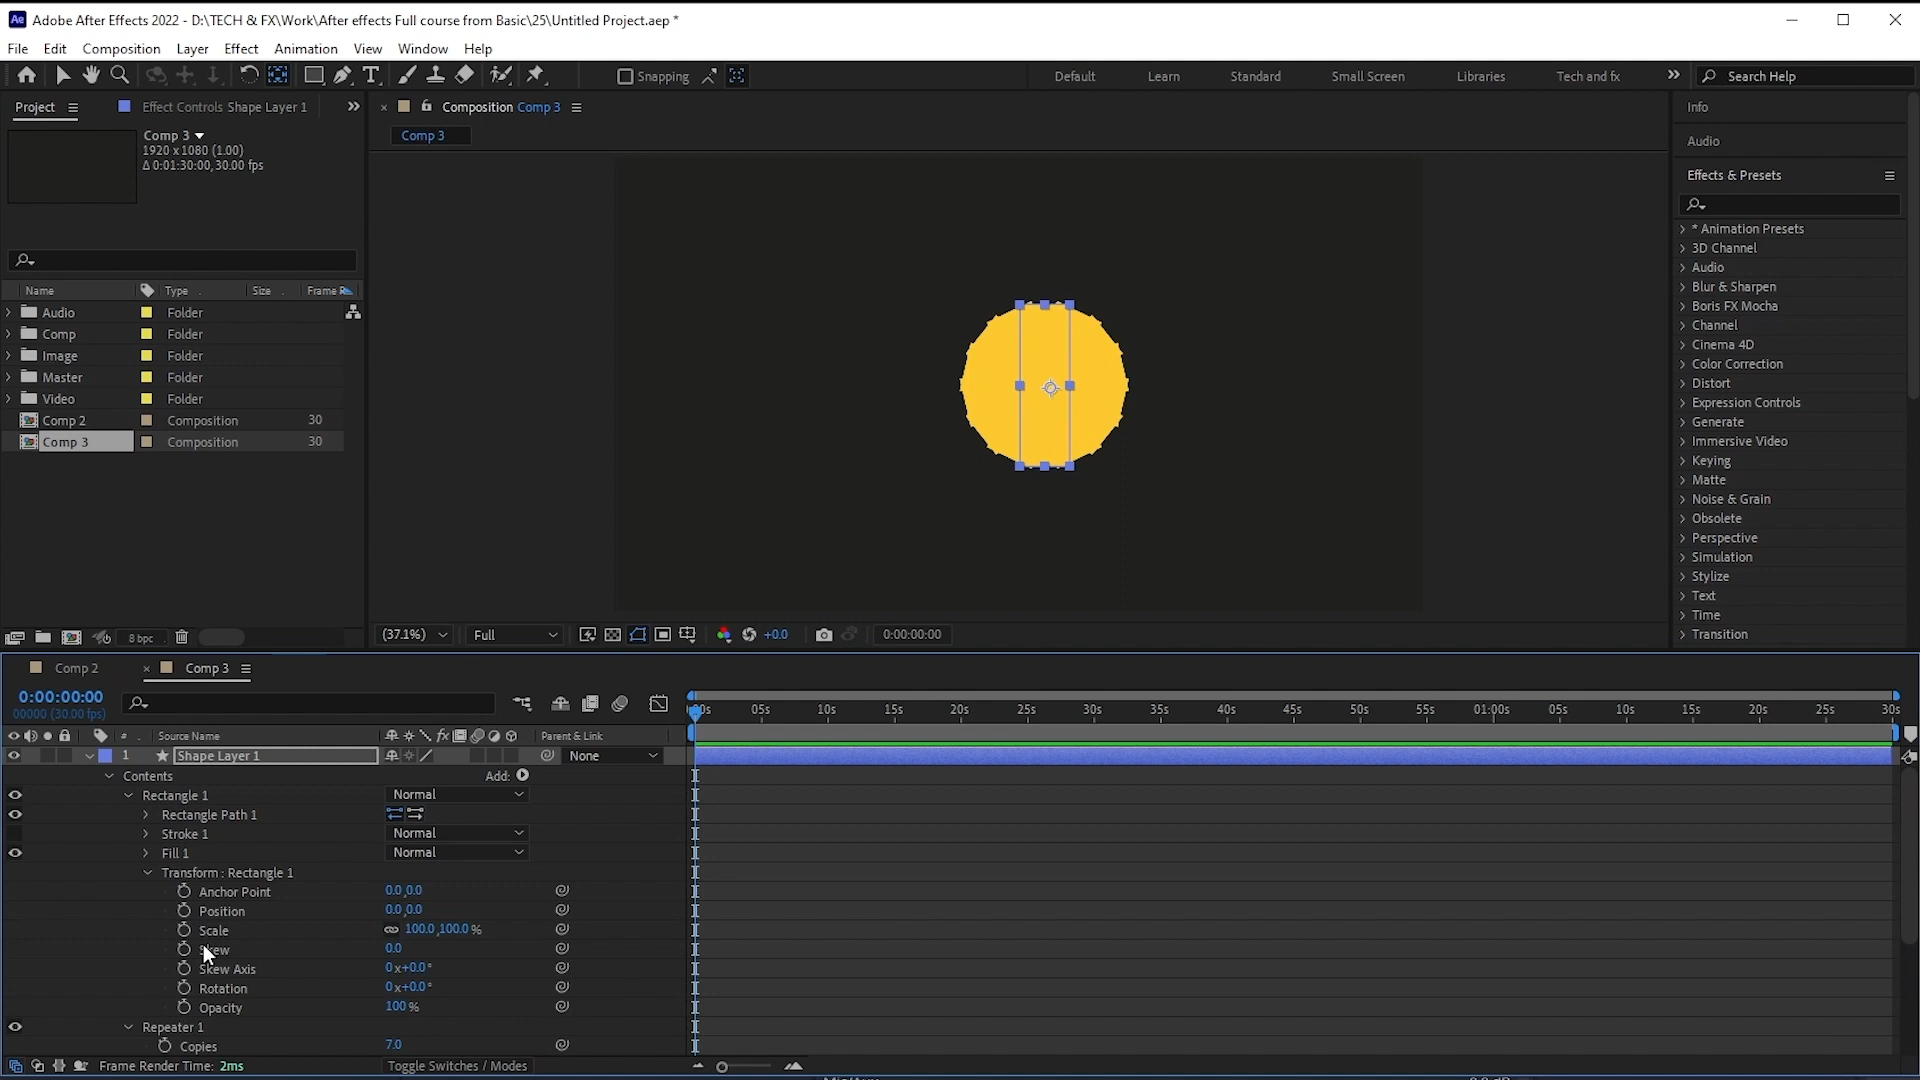 Adobe After Effects 2022 - D:\TECH & FX\Work\After effects Full course from Basic\25\Untitled Project.aep *
File Edit Composition Layer Effect Animation View Window Help
Snapping Default Learn Standard Small Screen Libraries Tech and fx Search Help
Project Effect Controls Shape Layer 1
Composition Comp 3
Info
Comp 3
1920 x 1080 (1.00)
Δ 0:01:30:00, 30.00 fps
Comp 3
Audio
Effects & Presets
* Animation Presets
3D Channel
Audio
Blur & Sharpen
Boris FX Mocha
Channel
Cinema 4D
Color Correction
Distort
Expression Controls
Generate
Immersive Video
Keying
Matte
Noise & Grain
Obsolete
Perspective
Simulation
Stylize
Text
Time
Transition
Name Type Size Frame R
Audio Folder
Comp Folder
Image Folder
Master Folder
Video Folder
Comp 2 Composition 30
Comp 3 Composition 30
8 bpc
(37.1%) Full +0.0 0:00:00:00
Comp 2 Comp 3
0:00:00:00
00000 (30.00 fps)
05s 10s 15s 20s 25s 30s 35s 40s 45s 50s 55s 01:00s 05s 10s 15s 20s 25s 30s
# Source Name Parent & Link
1 Shape Layer 1 None
Contents Add:
Rectangle 1 Normal
Rectangle Path 1
Stroke 1 Normal
Fill 1 Normal
Transform : Rectangle 1
Anchor Point 0.0,0.0
Position 0.0,0.0
Scale 100.0,100.0 %
Skew 0.0
Skew Axis 0 x+0.0 °
Rotation 0 x+0.0 °
Opacity 100 %
Repeater 1
Copies 7.0
Frame Render Time: 2ms Toggle Switches / Modes